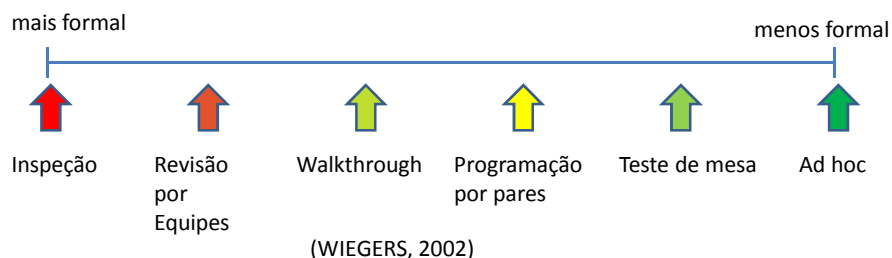 mais formal
menos formal
Inspeção
Revisão
por
Equipes
Walkthrough
Programação
por pares
Teste de mesa
Ad hoc
(WIEGERS, 2002)